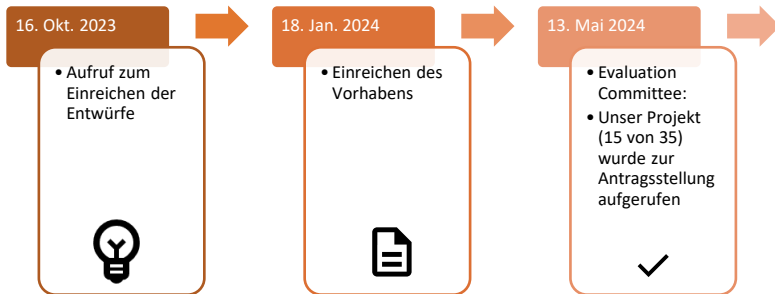 16. Okt. 2023
• Aufruf zum
Einreichen der
Entwürfe
18. Jan. 2024
• Einreichen des
Vorhabens
13. Mai 2024
• Evaluation
Committee:
• Unser Projekt
(15 von 35)
wurde zur
Antragsstellung
aufgerufen